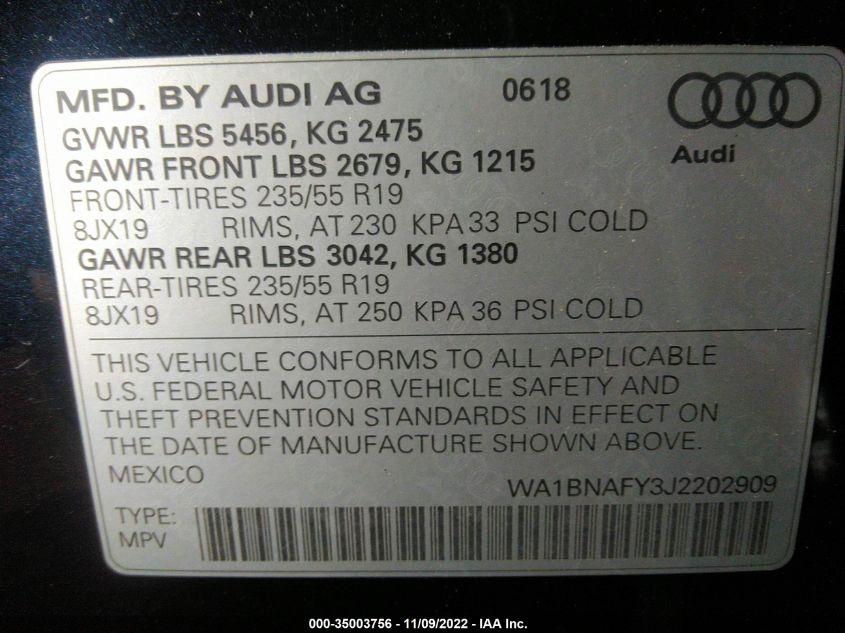 MFD. BY AUDI AG 0618
GVWR LBS 5456, KG 2475
GAWR FRONT LBS 2679, KG 1215
Audi
FRONT-TIRES 235/55 R19
8JX19 RIMS, AT 230 KPA 33 PSI COLD
GAWR REAR LBS 3042, KG 1380
REAR-TIRES 235/55 R19
8JX19 RIMS, AT 250 KPA 36 PSI COLD
THIS VEHICLE CONFORMS TO ALL APPLICABLE
U.S. FEDERAL MOTOR VEHICLE SAFETY AND
THEFT PREVENTION STANDARDS IN EFFECT ON
THE DATE OF MANUFACTURE SHOWN ABOVE.
MEXICO
WA1BNAFY3J2202909
TYPE:
MPV
000-35003756 - 11/09/2022 - IAA Inc.